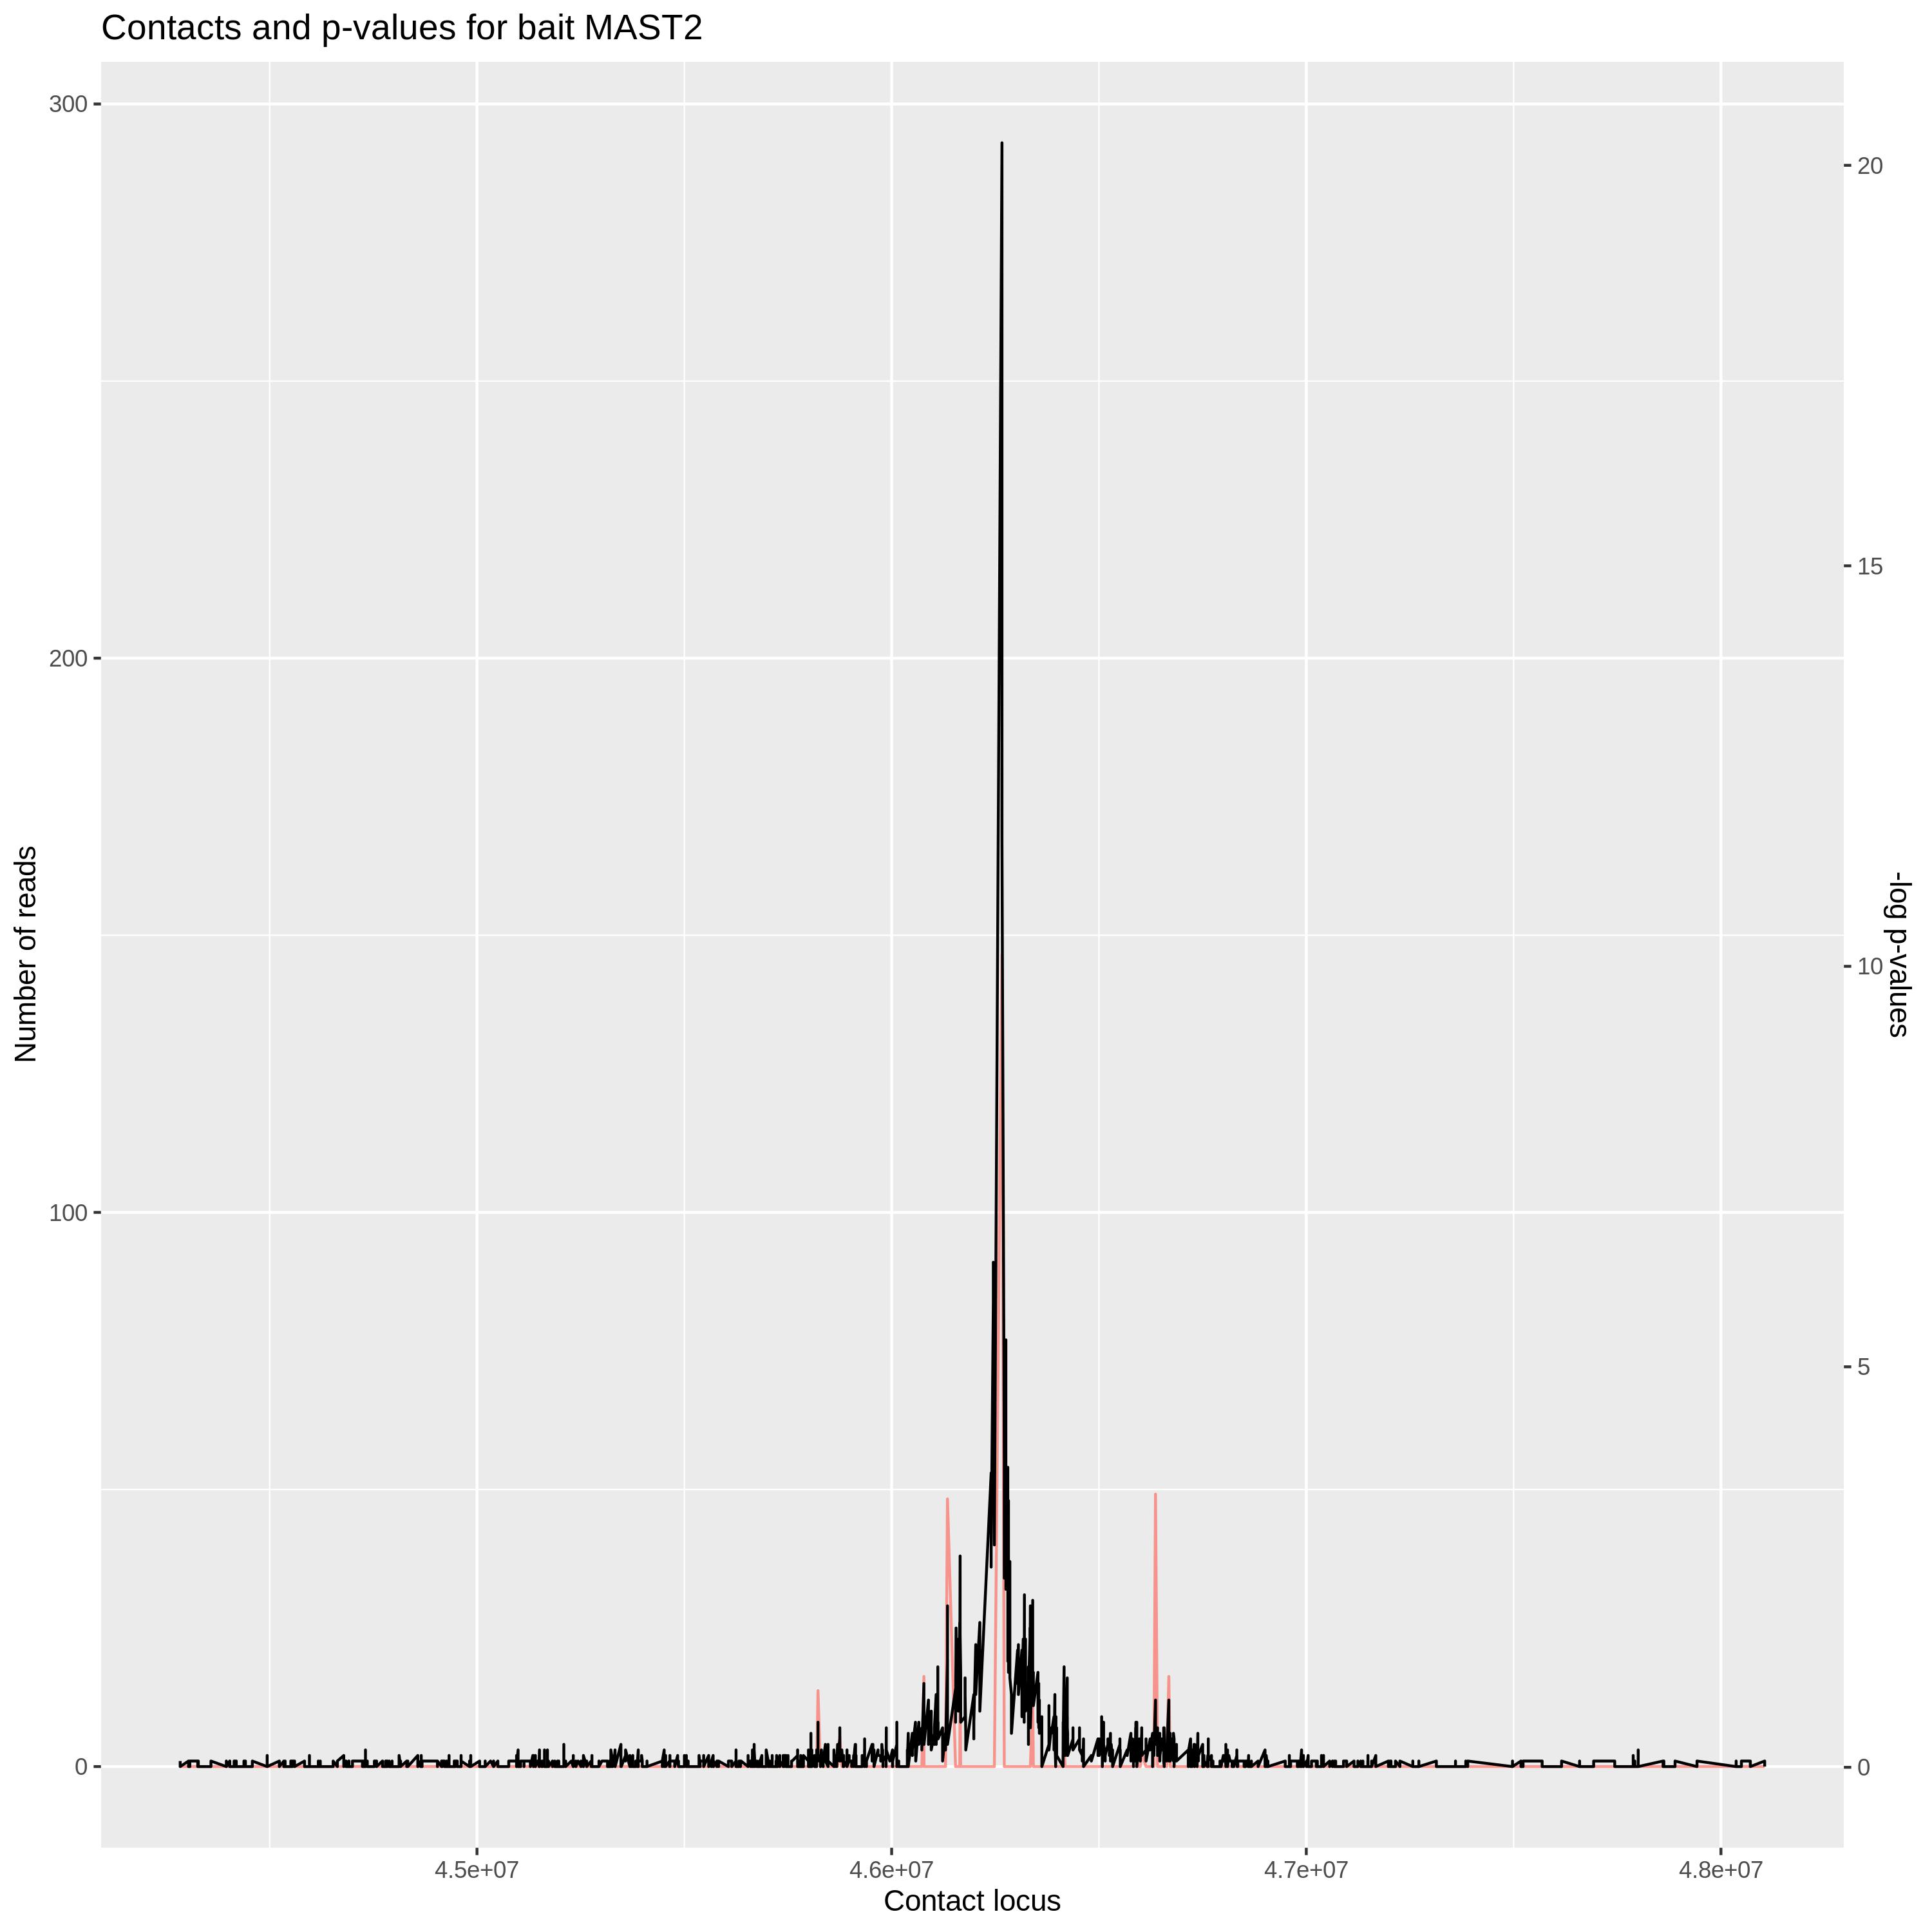 Contacts and p-values for bait MAST2
300
200
100
0
Number of reads
20
15
10
5
0
-log p-values
4.5e+07
4.6e+07
4.7e+07
4.8e+07
Contact locus